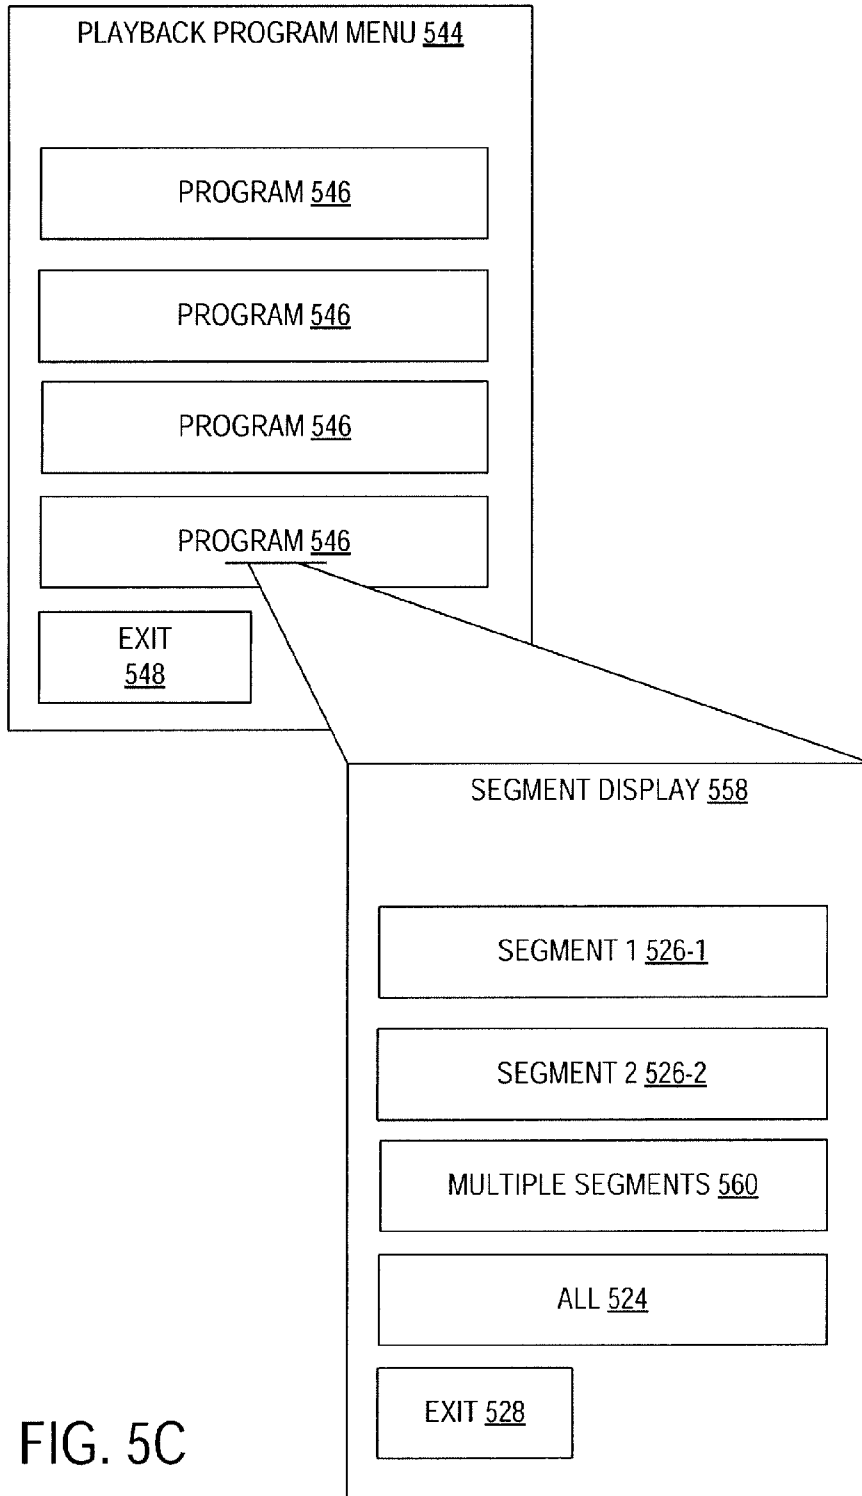 PLAYBACK PROGRAM MENU 544
PROGRAM 546
PROGRAM 546
PROGRAM 546
PROGRAM 546
EXIT
548
SEGMENT DISPLAY 558
SEGMENT 1 526-1
SEGMENT 2 526-2
MULTIPLE SEGMENTS 560
ALL 524
EXIT 528
FIG. 5C